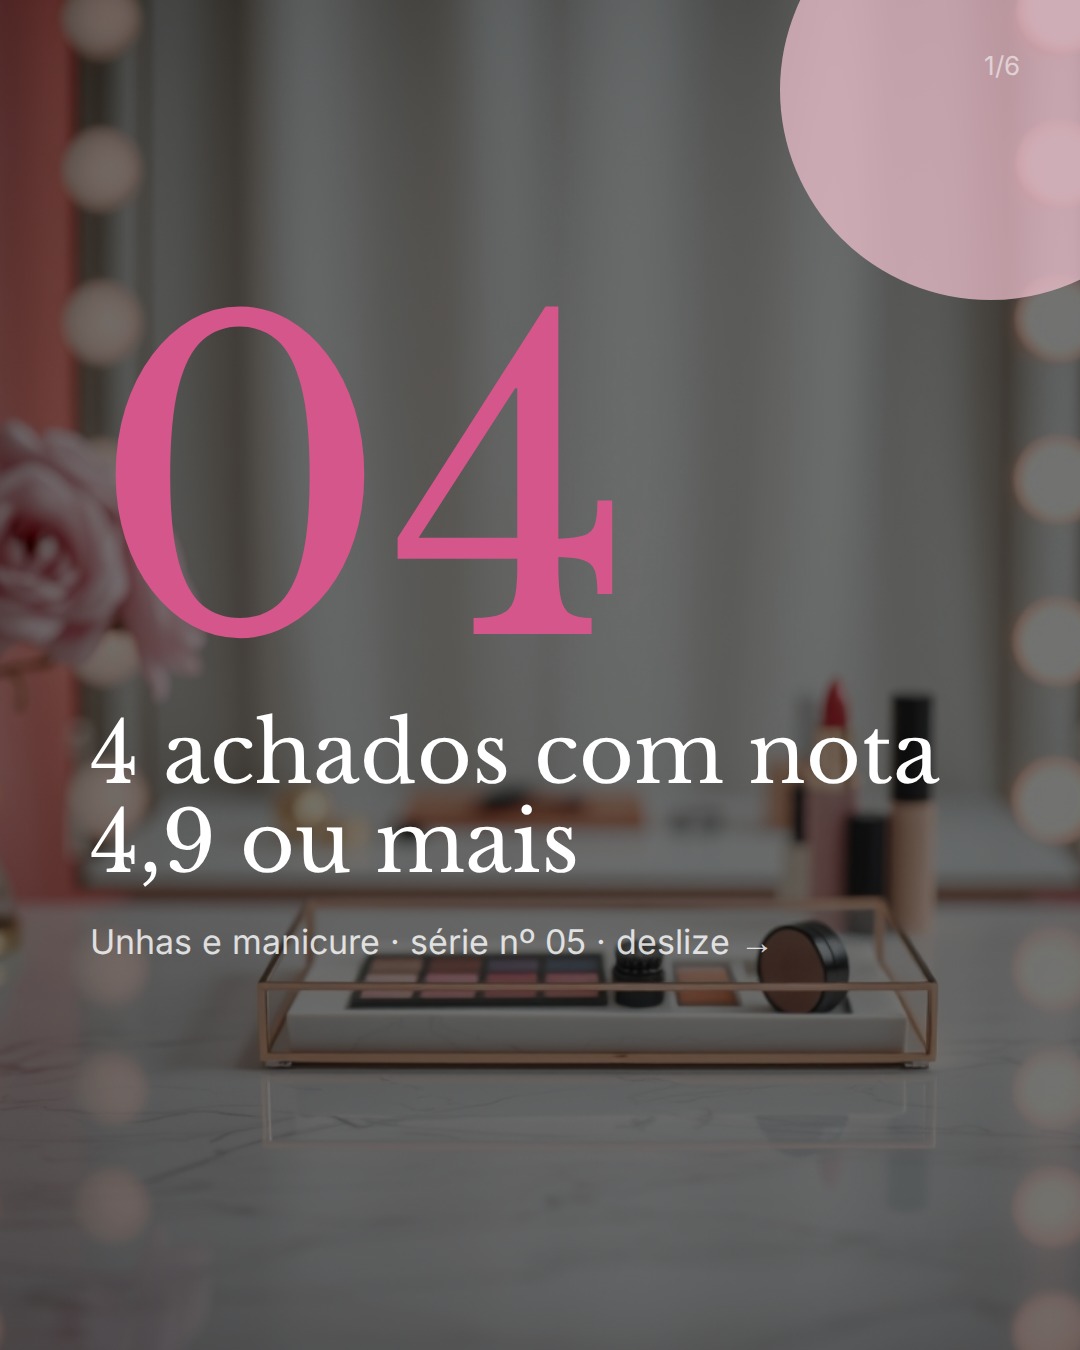 1/6
04
4 achados com nota
4,9 ou mais
Unhas e manicure · série nº 05 · deslize →